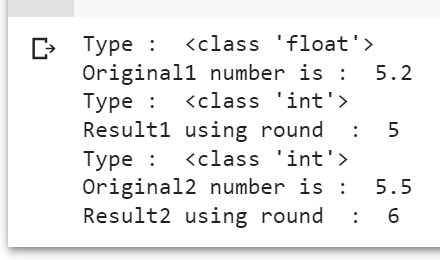 Type :  <class 'float'>
Original1 number is :  5.2
Type :  <class 'int'>
Result1 using round  :  5
Type :  <class 'int'>
Original2 number is :  5.5
Result2 using round  :  6